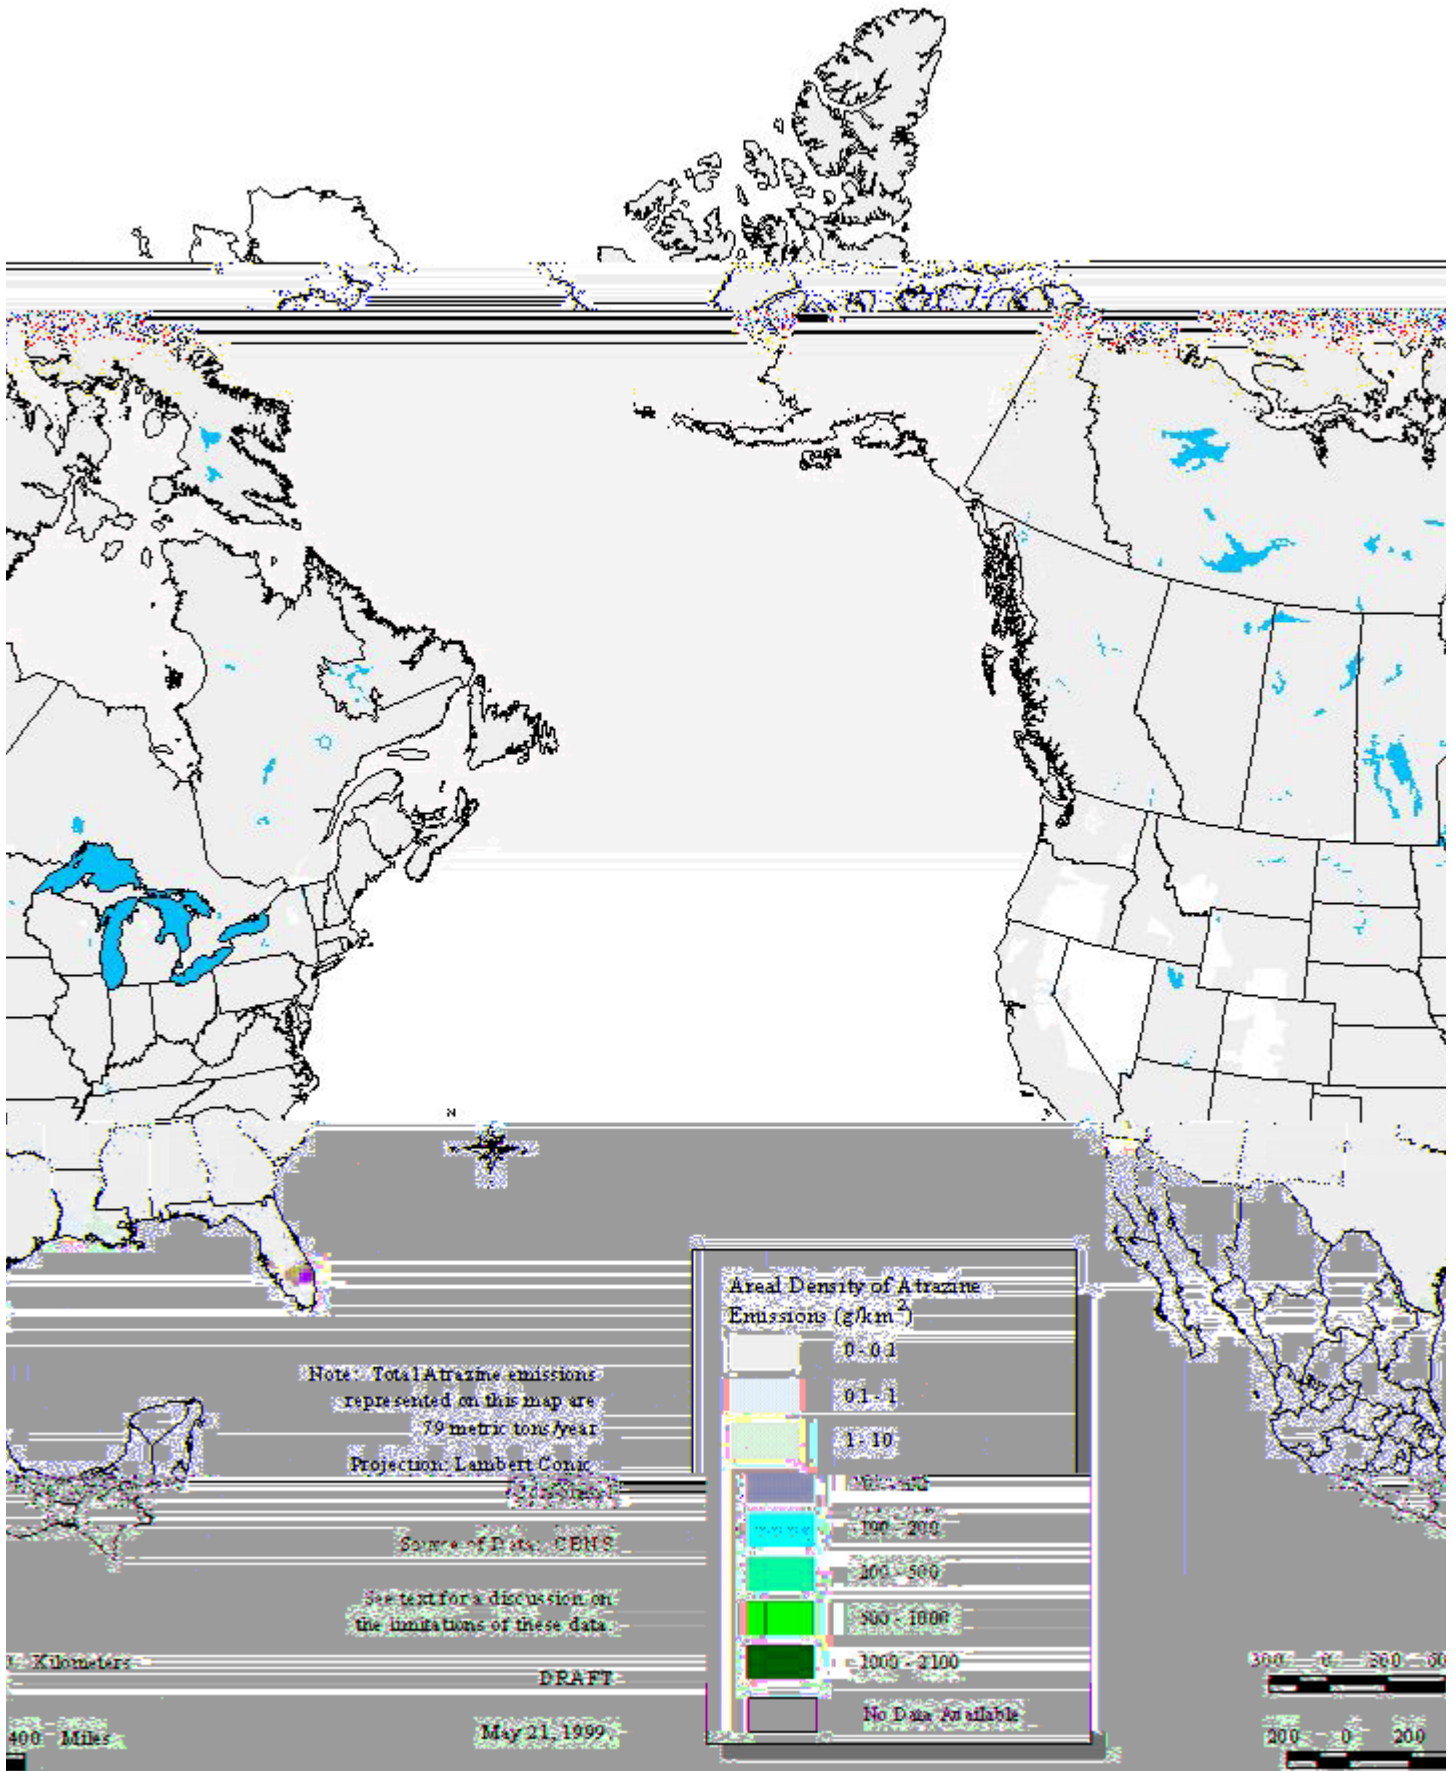 N
Areal Density of Atrazine
Emissions (g/km2)
0 - 0.1
0.1 - 1
1 - 10
100 - 200
200 - 500
500 - 1000
1000 - 2100
No Data Available
Note: Total Atrazine emissions
represented on this map are
79 metric tons/year
Projection: Lambert Conic
Source of Data: CENS
See text for a discussion on
the limitations of these data.
DRAFT
May 21, 1999
Kilometers
400 Miles
300 0
200 0 200